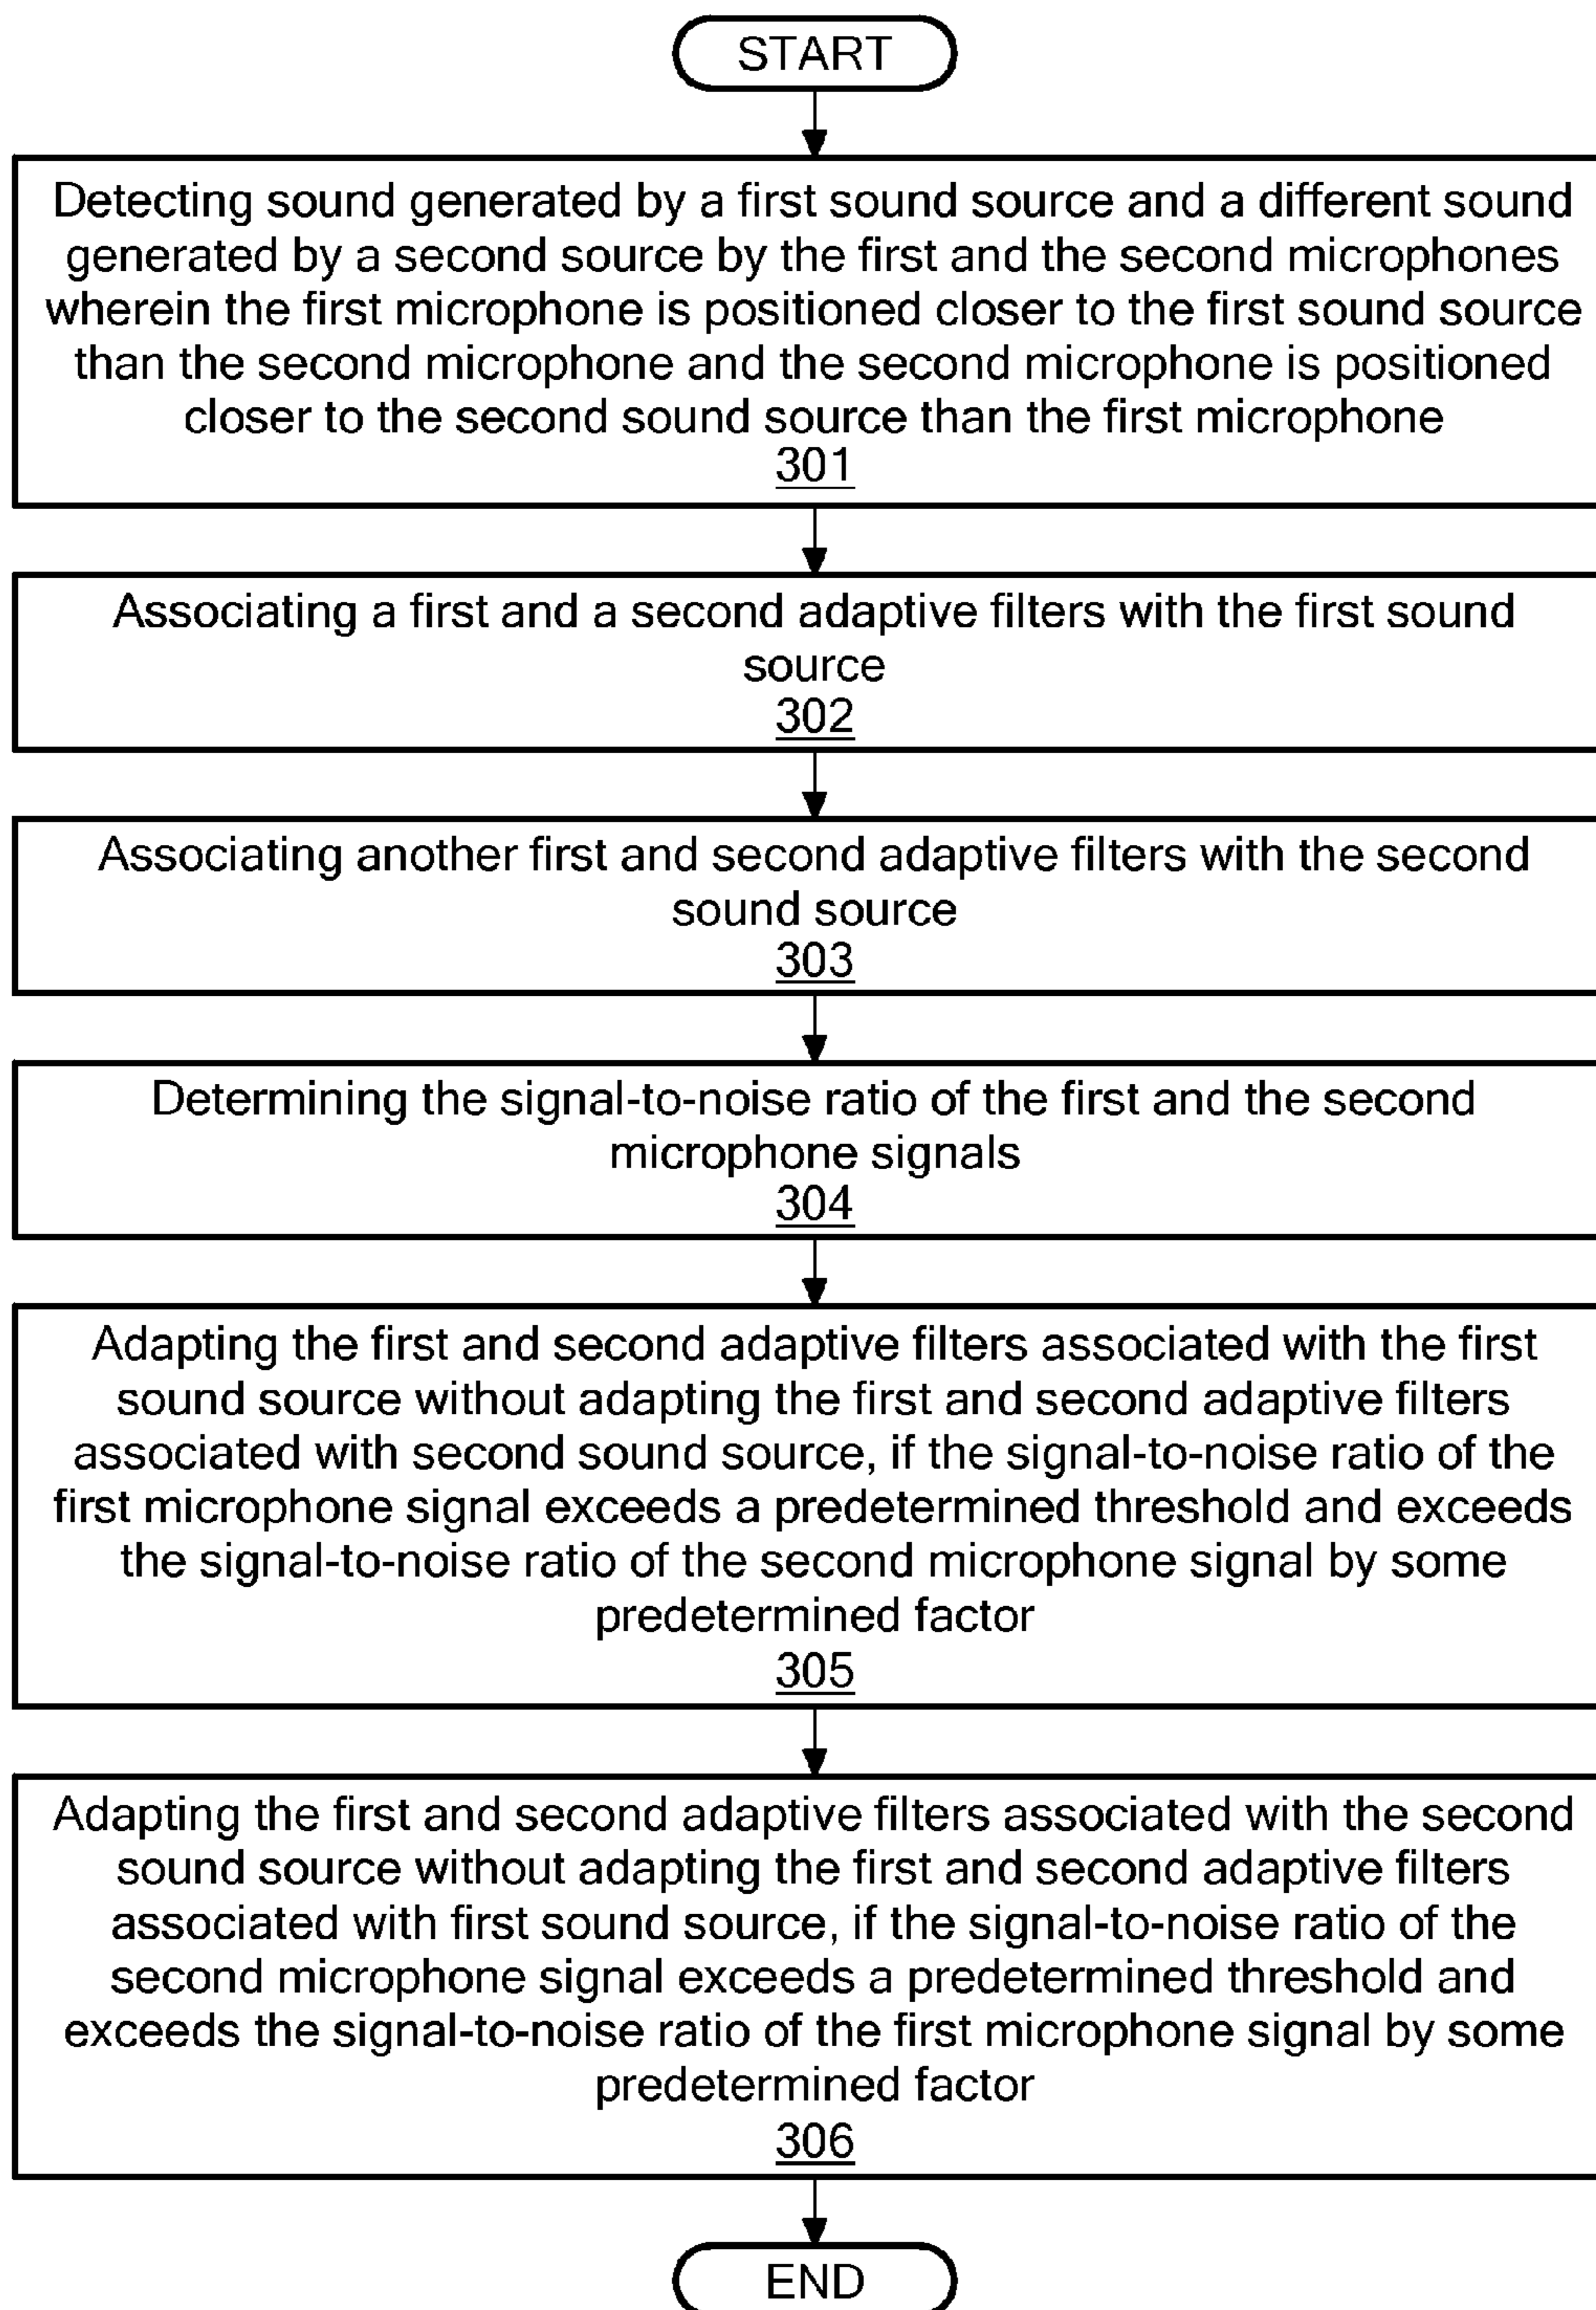 START
Detecting sound generated by a first sound source and a different sound
generated by a second source by the first and the second microphones
wherein the first microphone is positioned closer to the first sound source
than the second microphone and the second microphone is positioned
closer to the second sound source than the first microphone
301
Associating a first and a second adaptive filters with the first sound
source
302
Associating another first and second adaptive filters with the second
sound source
303
Determining the signal-to-noise ratio of the first and the second
microphone signals
304
Adapting the first and second adaptive filters associated with the first
sound source without adapting the first and second adaptive filters
associated with second sound source, if the signal-to-noise ratio of the
first microphone signal exceeds a predetermined threshold and exceeds
the signal-to-noise ratio of the second microphone signal by some
predetermined factor
305
Adapting the first and second adaptive filters associated with the second
sound source without adapting the first and second adaptive filters
associated with first sound source, if the signal-to-noise ratio of the
second microphone signal exceeds a predetermined threshold and
exceeds the signal-to-noise ratio of the first microphone signal by some
predetermined factor
306
END